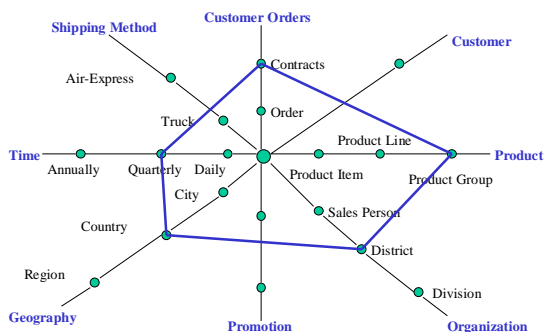 Customer Orders
Shipping Method
Customer
Contracts
Air-Express
Order
Truck
Product Line
Time
Product
Annually
Quarterly
Daily
Product Item
Product Group
City
Sales Person
Country
District
Region
Division
Geography
Promotion
Organization